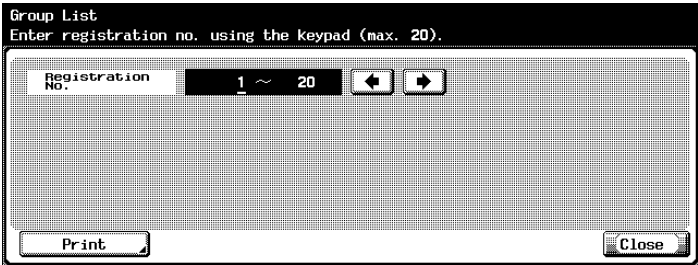 Group List
Enter registration no. using the keypad (max. 20).
Registration
No.
1 ～ 20
Print
Close